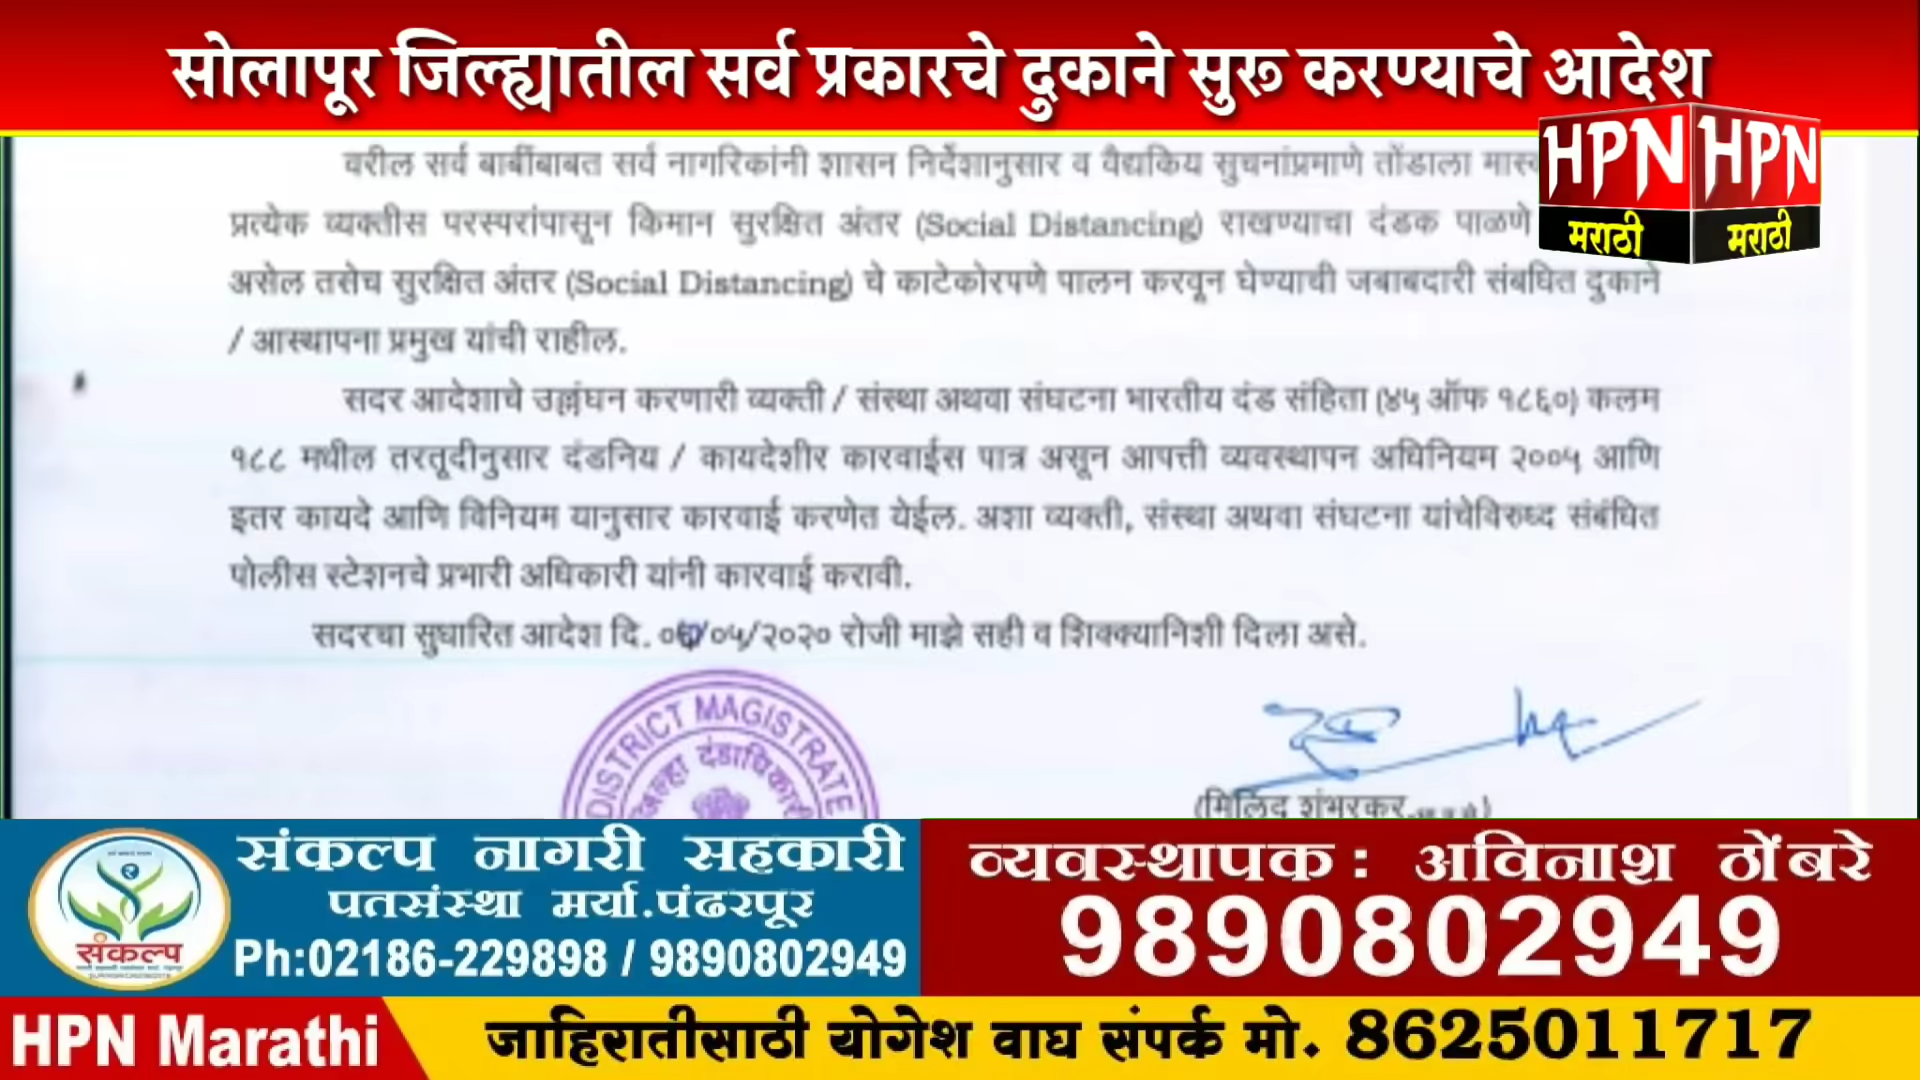 सोलापूर जिल्ह्यातील सर्व प्रकारचे दुकाने सुरू करण्याचे आदेश
HPN HPN
मराठी मराठी
वरील सर्व बाबींबाबत सर्व नागरिकांनी शासन निर्देशानुसार व वैद्यकिय सुचनांप्रमाणे तोंडाला
प्रत्येक व्यक्तीस परस्परांपासून किमान सुरक्षित अंतर (Social Distancing) राखण्याचा दंडक पाळणे
असेल तसेच सुरक्षित अंतर (Social Distancing) चे काटेकोरपणे पालन करवून घेण्याची जबाबदारी संबधित दुकाने
/ आस्थापना प्रमुख यांची राहील.
सदर आदेशाचे उल्लंघन करणारी व्यक्ती / संस्था अथवा संघटना भारतीय दंड संहिता (४५ ऑफ १८६०) कलम
१८८ मधील तरतूदीनुसार दंडनिय / कायदेशीर कारवाईस पात्र असून आपत्ती व्यवस्थापन अधिनियम २००५ आणि
इतर कायदे आणि विनियम यानुसार कारवाई करणेत येईल. अशा व्यक्ती, संस्था अथवा संघटना यांचेविरुध्द संबंधित
पोलीस स्टेशनचे प्रभारी अधिकारी यांनी कारवाई करावी.
सदरचा सुधारित आदेश दि. /०५/२०२० रोजी माझे सही व शिक्क्यानिशी दिला असे.
DISTRICT MAGISTRATE
जिल्हा दंडाधिकारी
(मिलिंद शंभरकर
संकल्प नागरी सहकारी
पतसंस्था मर्या.पंढरपूर
Ph:02186-229898 / 9890802949
संकल्प
व्यवस्थापक: अविनाश ठोंबरे
9890802949
HPN Marathi
जाहिरातीसाठी योगेश वाघ संपर्क मो. 8625011717